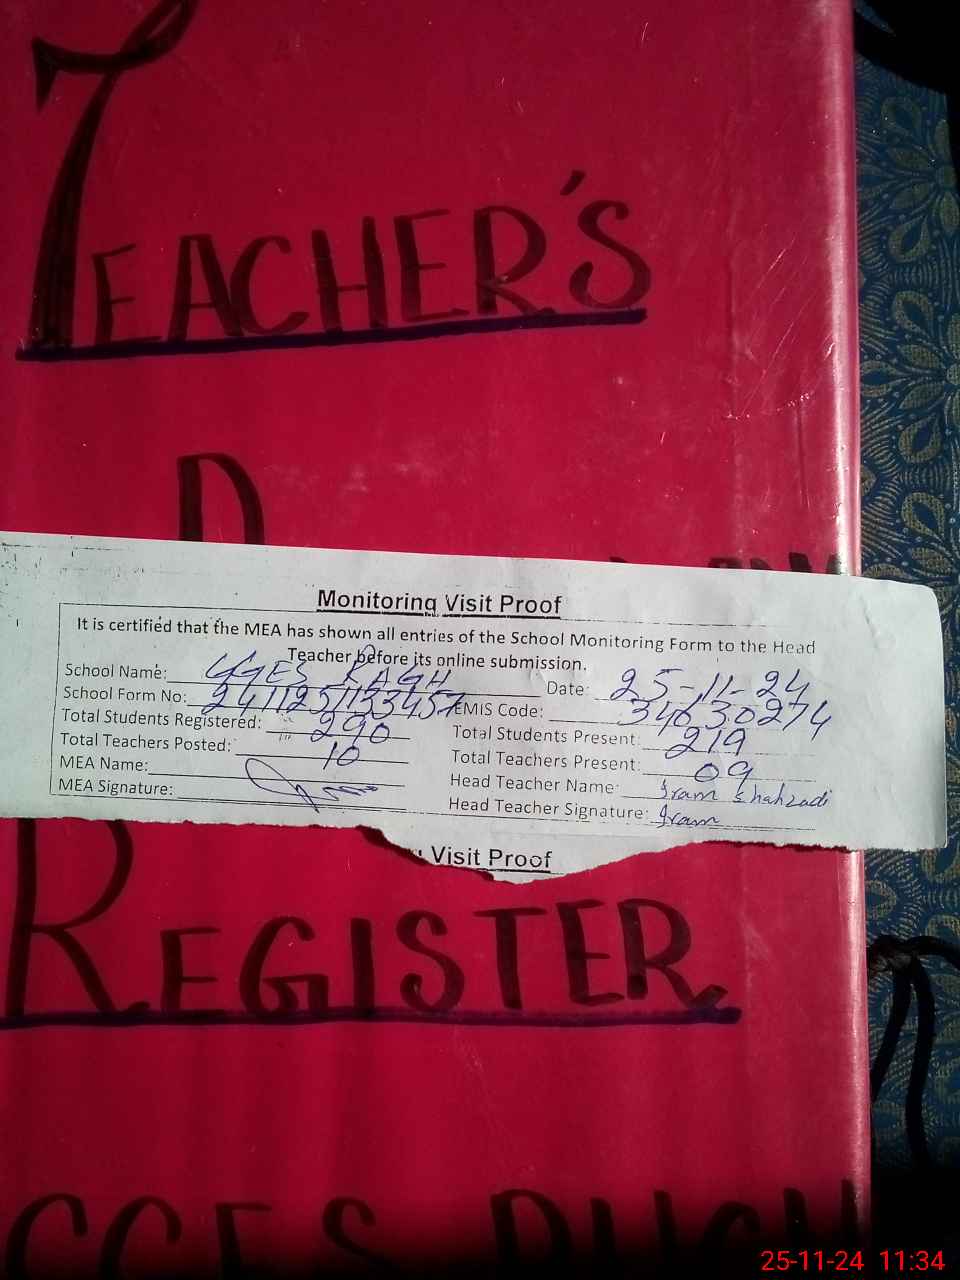 TEACHER'S
Monitoring Visit Proof
It is certified that the MEA has shown all entries of the School Monitoring Form to the Head
Teacher before its online submission.
School Name: GGES RAGH Date: 25-11-24
School Form No: 2411251133457 EMIS Code: 34630274
Total Students Registered: 290 Total Students Present: 219
Total Teachers Posted: 10 Total Teachers Present: 09
MEA Name: Head Teacher Name: Iram Shahzadi
MEA Signature: Head Teacher Signature: Iram
Visit Proof
REGISTER
25-11-24 11:34